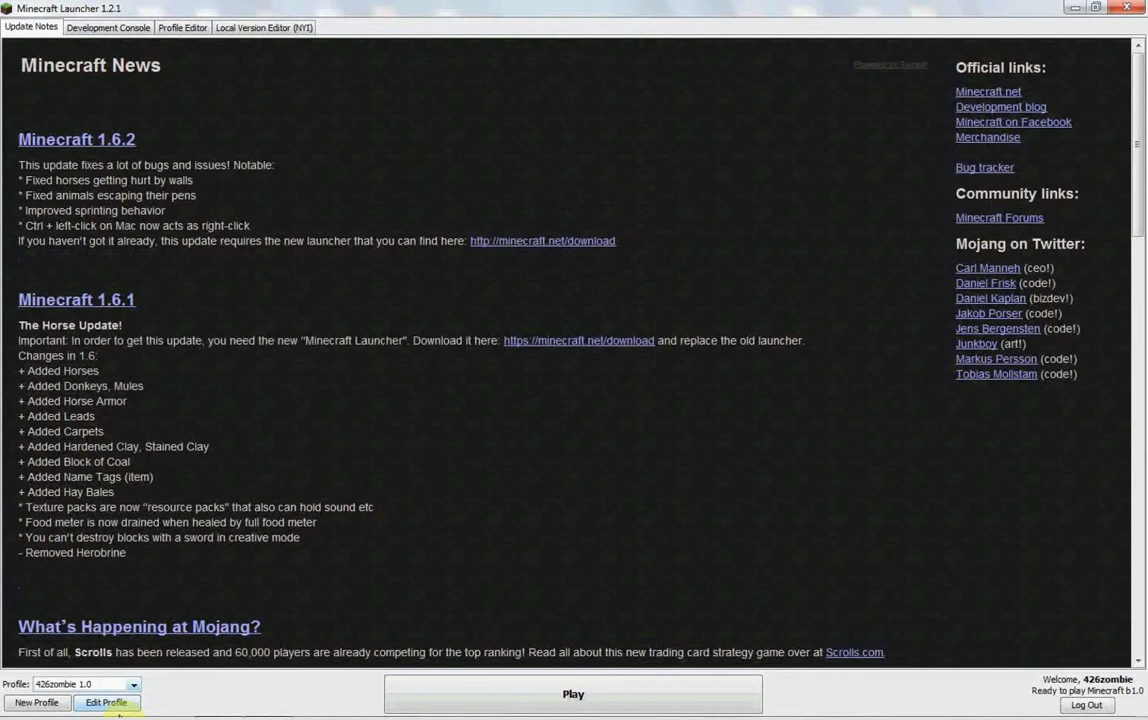 Minecraft Launcher 1.2.1
Update Notes Development Console Profile Editor Local Version Editor (NYI)
Minecraft News
Powered by Tumblr
Minecraft 1.6.2
This update fixes a lot of bugs and issues! Notable:
* Fixed horses getting hurt by walls
* Fixed animals escaping their pens
* Improved sprinting behavior
* Ctrl + left-click on Mac now acts as right-click
If you haven't got it already, this update requires the new launcher that you can find here: http://minecraft.net/download
Minecraft 1.6.1
The Horse Update!
Important: In order to get this update, you need the new "Minecraft Launcher". Download it here: https://minecraft.net/download and replace the old launcher.
Changes in 1.6:
+ Added Horses
+ Added Donkeys, Mules
+ Added Horse Armor
+ Added Leads
+ Added Carpets
+ Added Hardened Clay, Stained Clay
+ Added Block of Coal
+ Added Name Tags (item)
+ Added Hay Bales
* Texture packs are now "resource packs" that also can hold sound etc
* Food meter is now drained when healed by full food meter
* You can't destroy blocks with a sword in creative mode
- Removed Herobrine
What's Happening at Mojang?
First of all, Scrolls has been released and 60,000 players are already competing for the top ranking! Read all about this new trading card strategy game over at Scrolls.com.
Official links:
Minecraft.net
Development blog
Minecraft on Facebook
Merchandise
Bug tracker
Community links:
Minecraft Forums
Mojang on Twitter:
Carl Manneh (ceo!)
Daniel Frisk (code!)
Daniel Kaplan (bizdev!)
Jakob Porser (code!)
Jens Bergensten (code!)
Junkboy (art!)
Markus Persson (code!)
Tobias Mollstam (code!)
Profile: 426zombie 1.0
New Profile Edit Profile
Play
Welcome, 426zombie
Ready to play Minecraft b1.0
Log Out